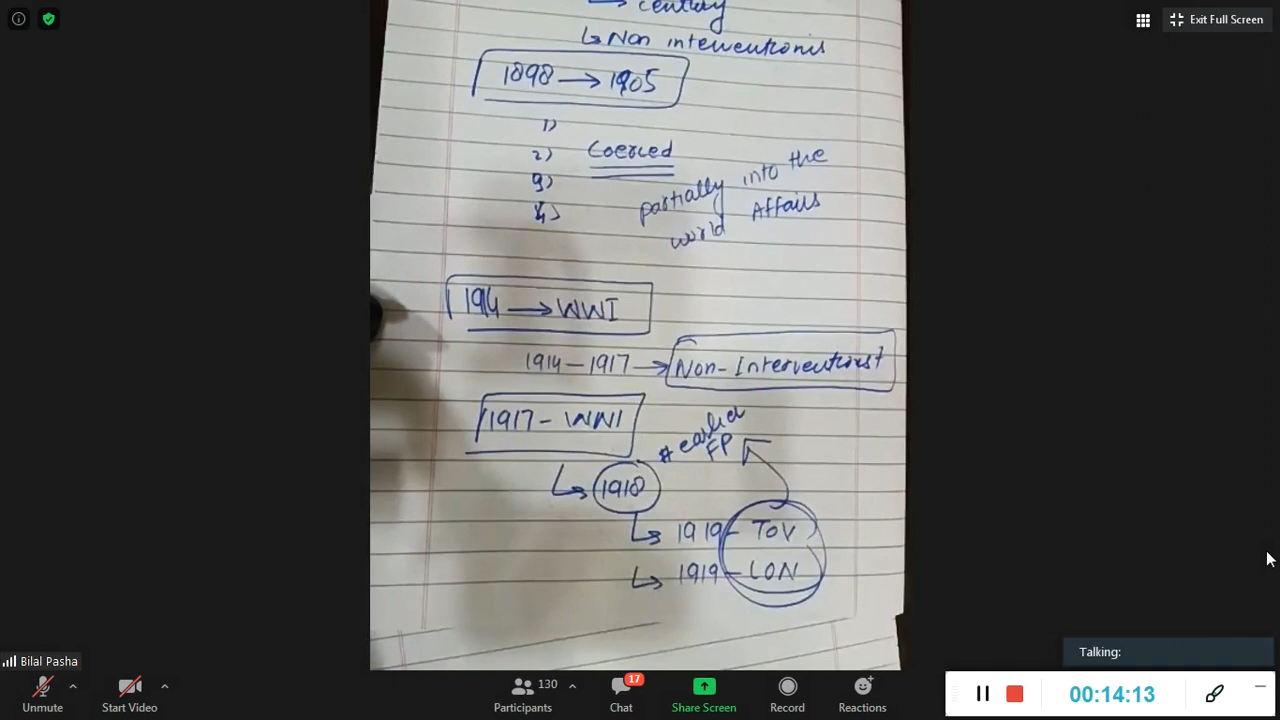 Exit Full Screen
↳ century
↳ Non interventionis
1898 → 1905
1)
2) Coerced
3) partially into the
4) world Affairs
1914 → WWI
1914 – 1917 → Non-Interventionist
1917 - WWI
# earlied
FP
↳ 1918
↳ 1919 - TOV
↳ 1919 - LON
Bilal Pasha
Talking:
Unmute
Start Video
130
Participants
17
Chat
Share Screen
Record
Reactions
00:14:13